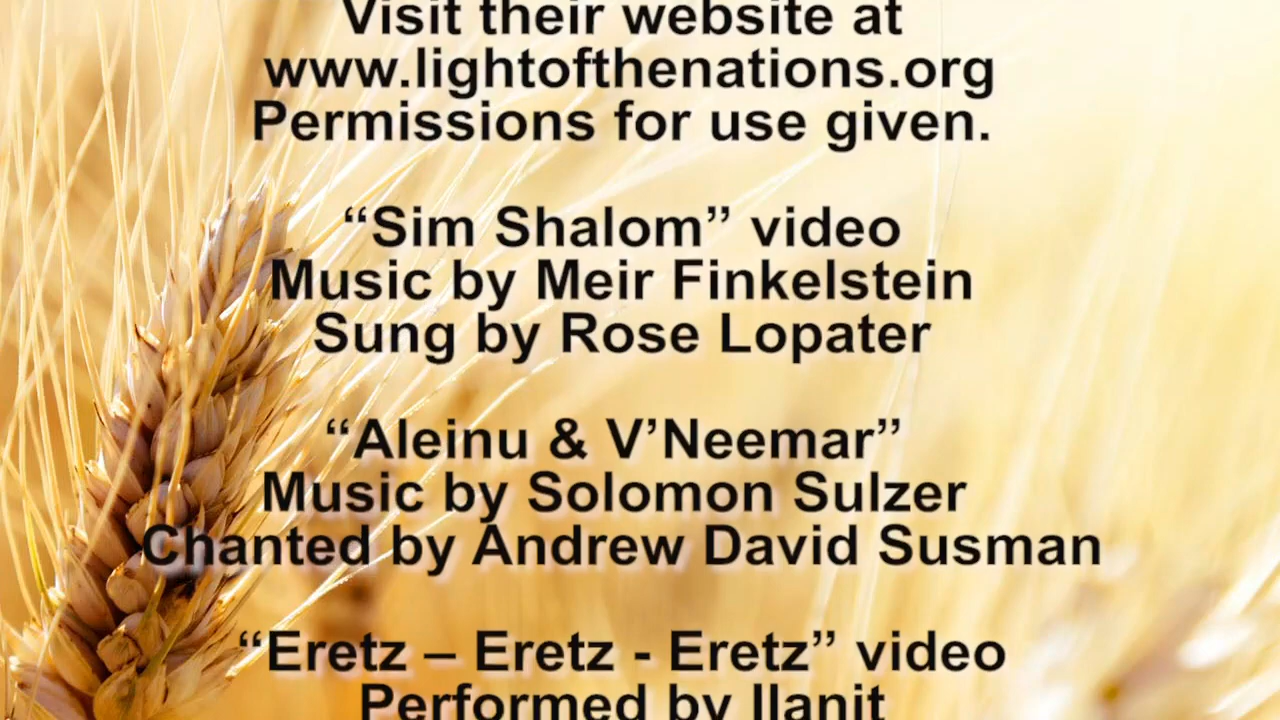 Visit their website at
www.lightofthenations.org
Permissions for use given.
“Sim Shalom” video
Music by Meir Finkelstein
Sung by Rose Lopater
“Aleinu & V’Neemar”
Music by Solomon Sulzer
Chanted by Andrew David Susman
“Eretz – Eretz - Eretz” video
Performed by Ilanit